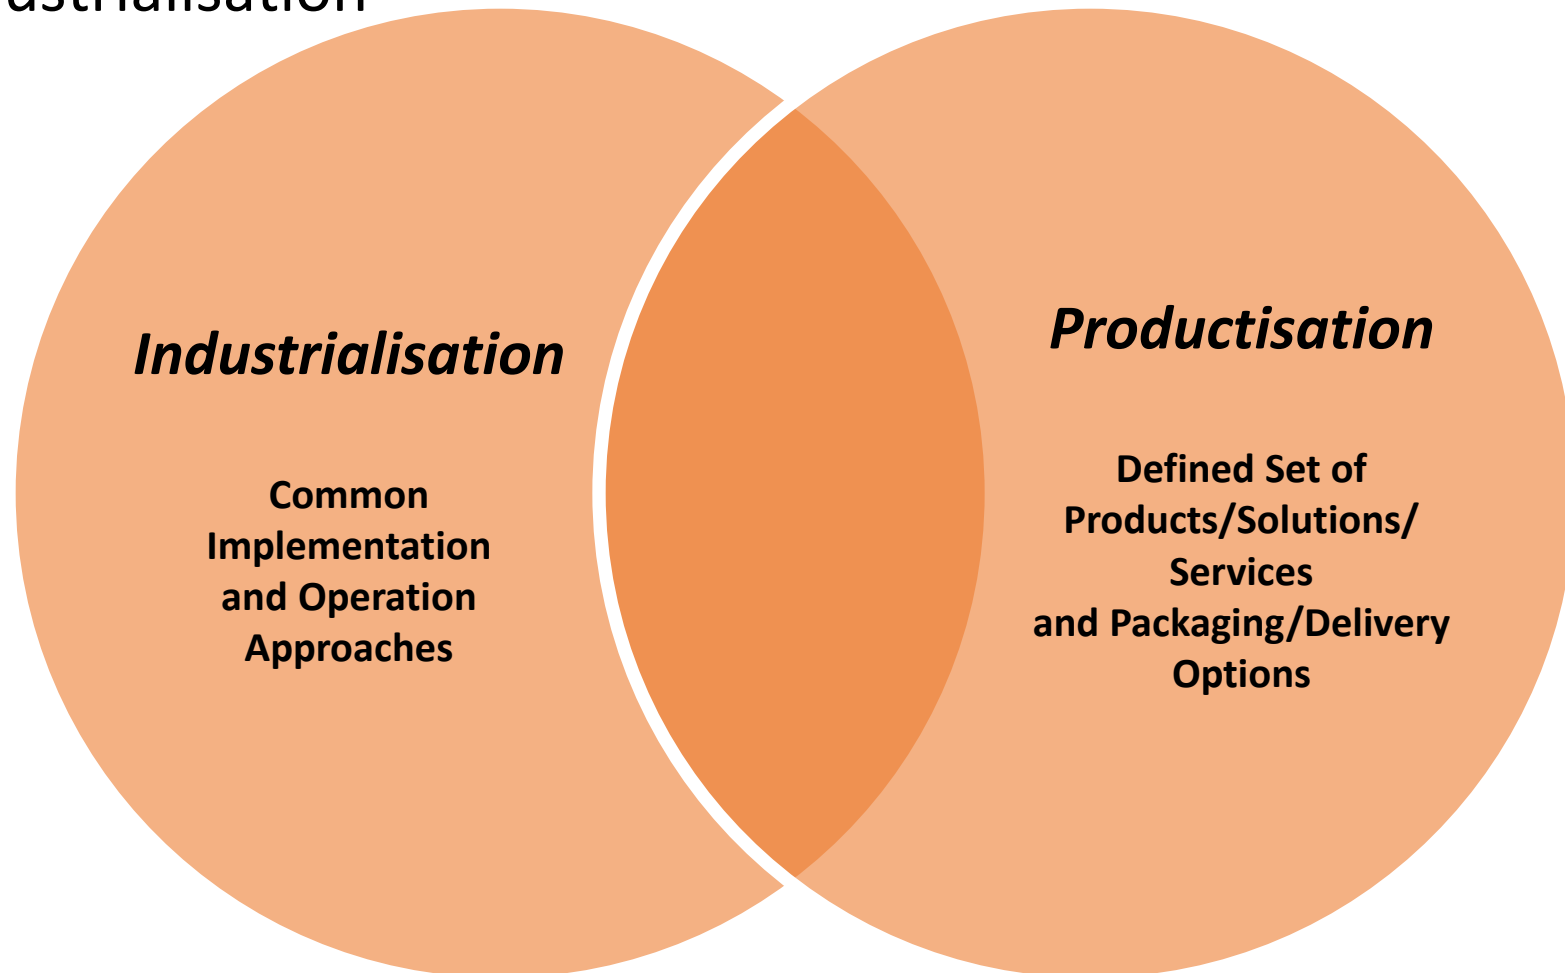 Industrialisation
Productisation
Common
Implementation
and Operation
Approaches
Defined Set of
Products/Solutions/
Services
and Packaging/Delivery
Options